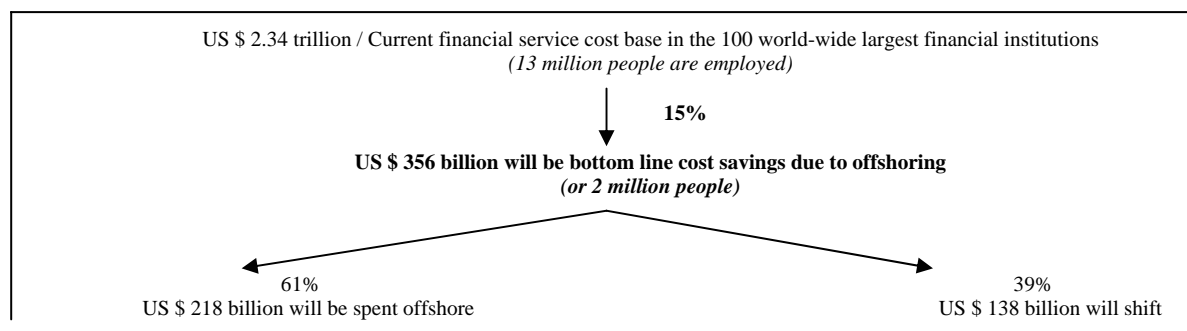 US $ 2.34 trillion / Current financial service cost base in the 100 world-wide largest financial institutions
(13 million people are employed)
15%
US $ 356 billion will be bottom line cost savings due to offshoring
(or 2 million people)
61%
39%
US $ 218 billion will be spent offshore
US $ 138 billion will shift